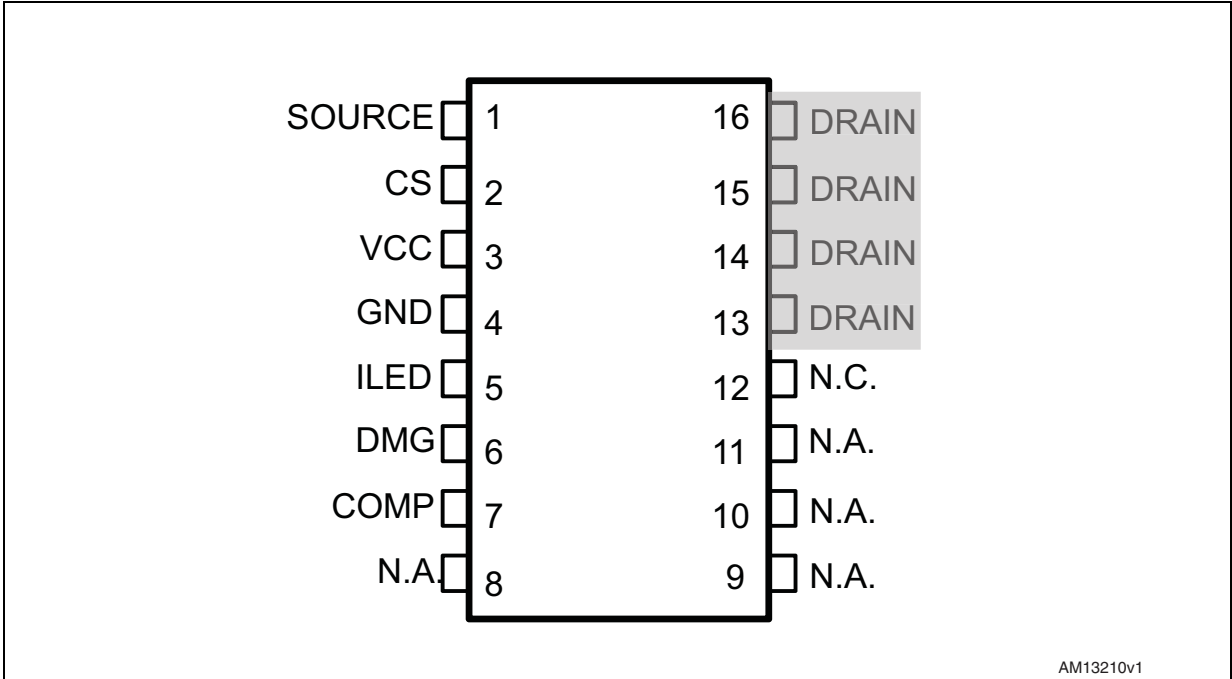 SOURCE 1 16 DRAIN
CS 2 15 DRAIN
VCC 3 14 DRAIN
GND 4 13 DRAIN
ILED 5 12 N.C.
DMG 6 11 N.A.
COMP 7 10 N.A.
N.A. 8 9 N.A.
AM13210v1